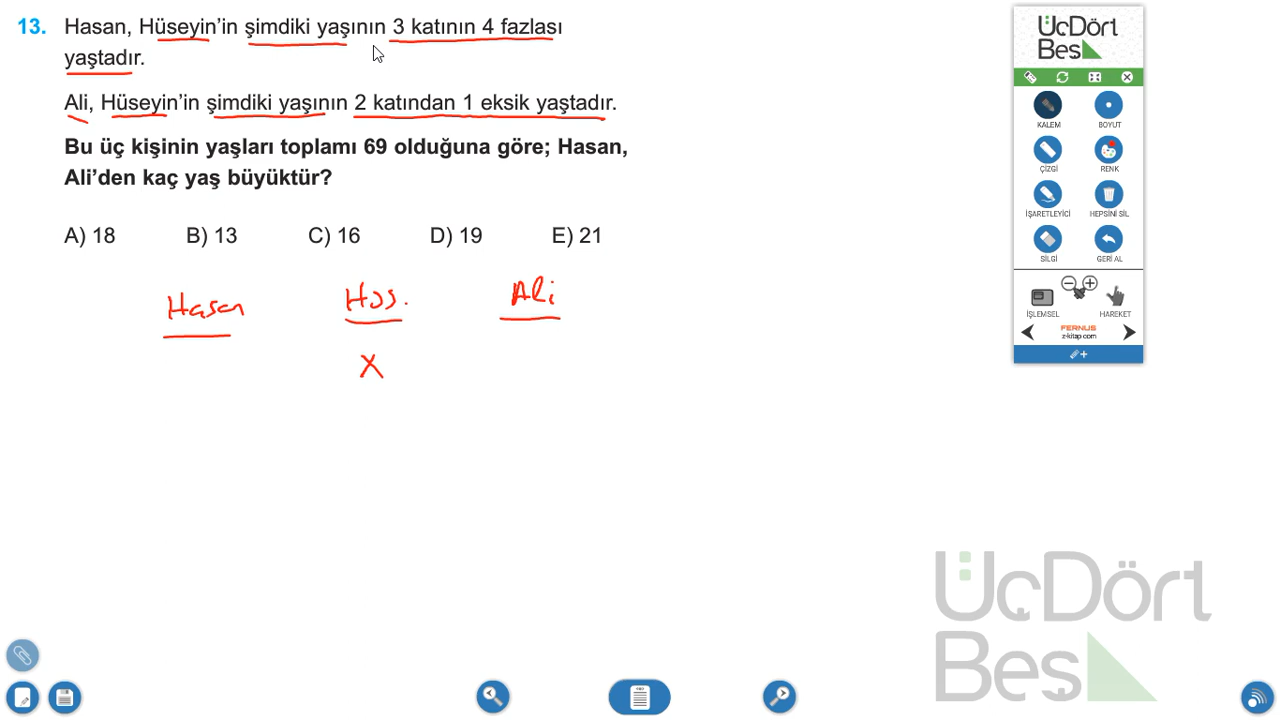 13. Hasan, Hüseyin'in şimdiki yaşının 3 katının 4 fazlası
yaştadır.
Ali, Hüseyin'in şimdiki yaşının 2 katından 1 eksik yaştadır.
Bu üç kişinin yaşları toplamı 69 olduğuna göre; Hasan,
Ali'den kaç yaş büyüktür?
A) 18 B) 13 C) 16 D) 19 E) 21
Hasan Hüs. Ali
X
ÜçDört
Beş
KALEM BOYUT
ÇİZGİ RENK
İŞARETLEYİCİ HEPSİNİ SİL
SİLGİ GERİ AL
İŞLEMSEL HAREKET
FERNUS
z-kitap.com
ÜçDört
Beş